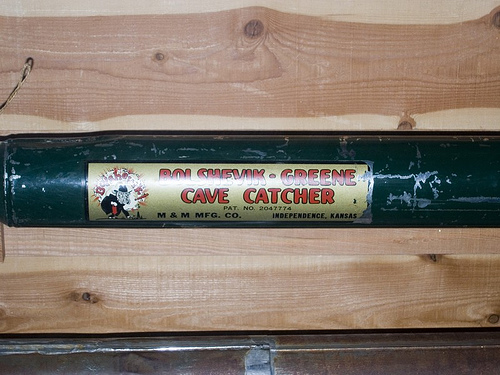 BOLSHEVIK - GREENE
CAVE CATCHER
PAT. NO. 2047774
M & M MFG. CO. INDEPENDENCE, KANSAS